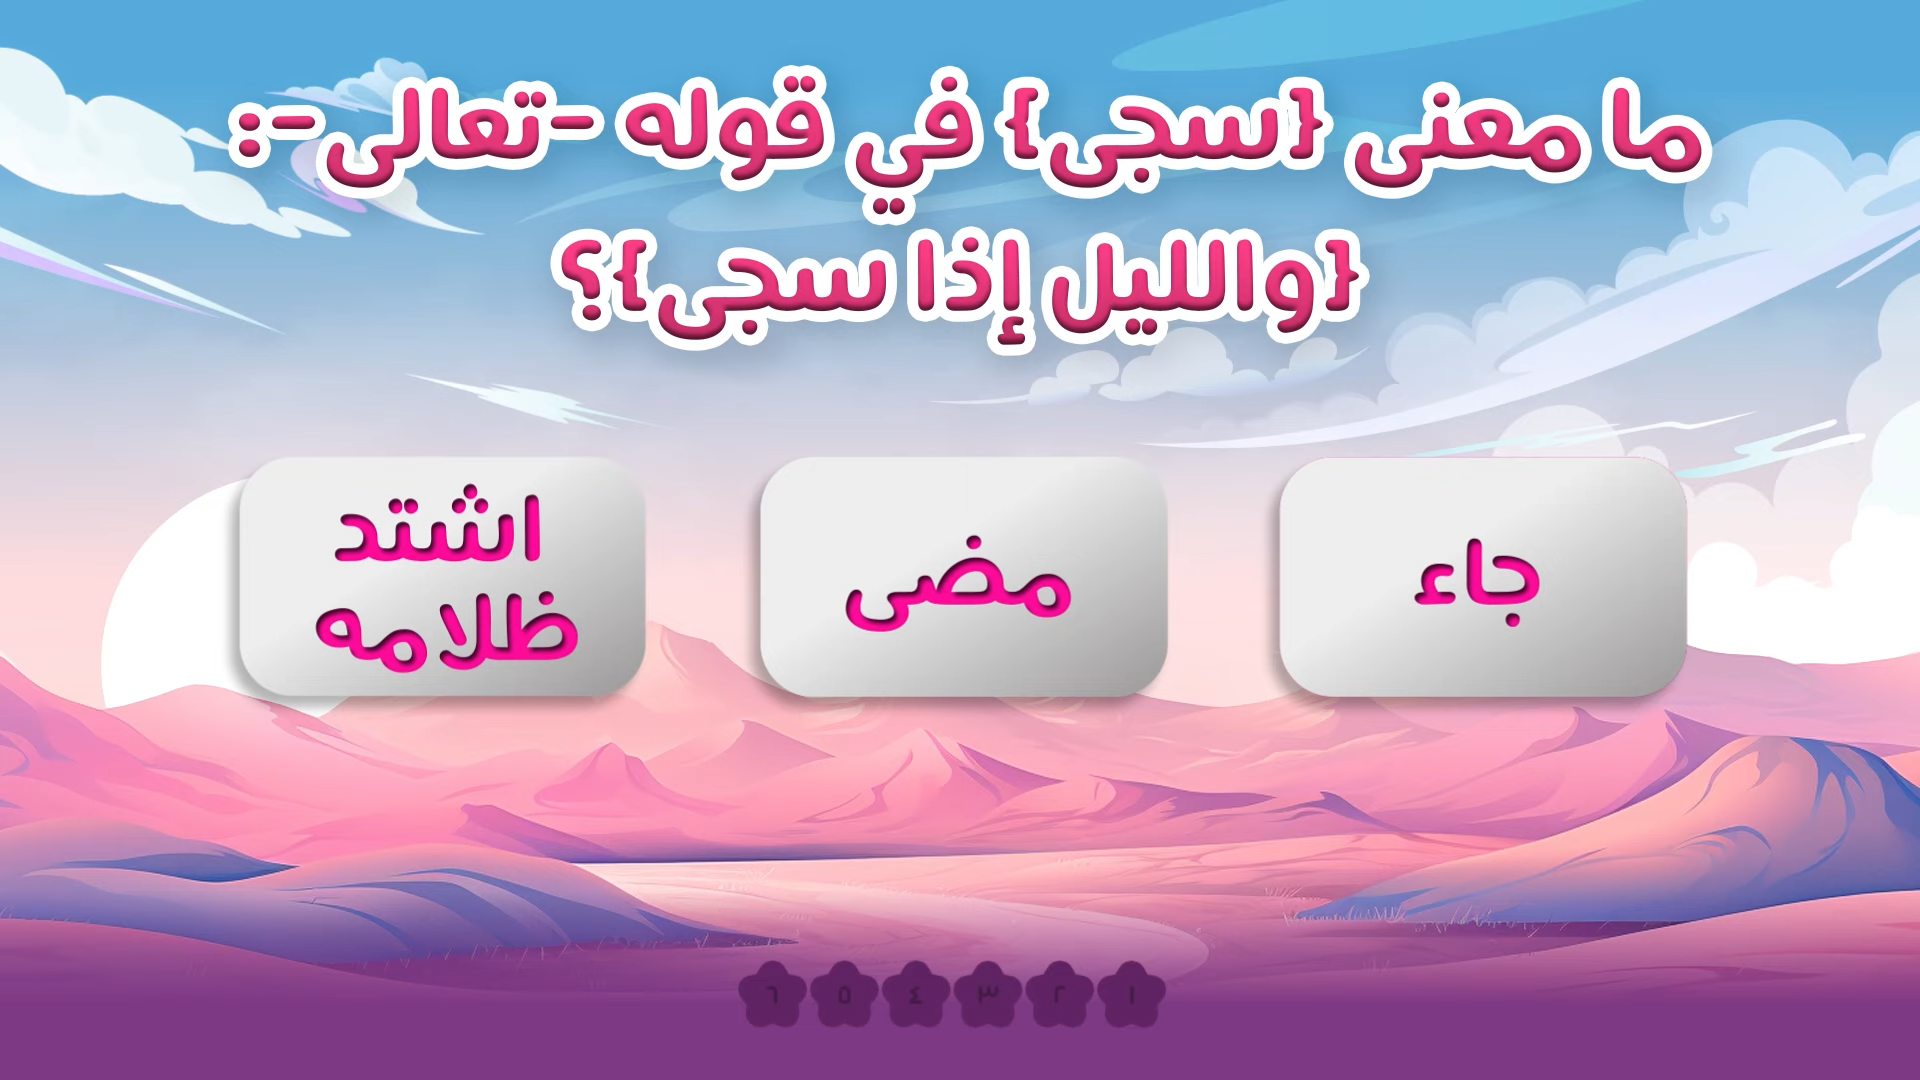 ما معنى {سجى} في قوله -تعالى-:
{والليل إذا سجى}؟
جاء
مضى
اشتد
ظلامه
١ ٢ ٣ ٤ ٥ ٦